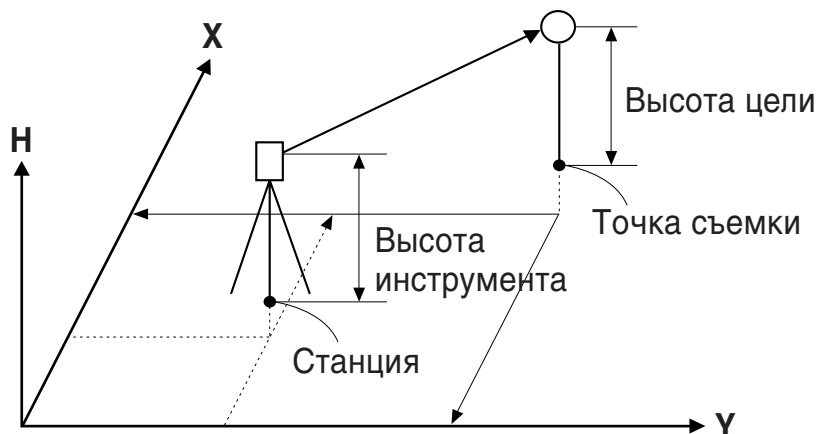 X
Высота цели
H
Точка съемки
Высота
инструмента
Станция
Y